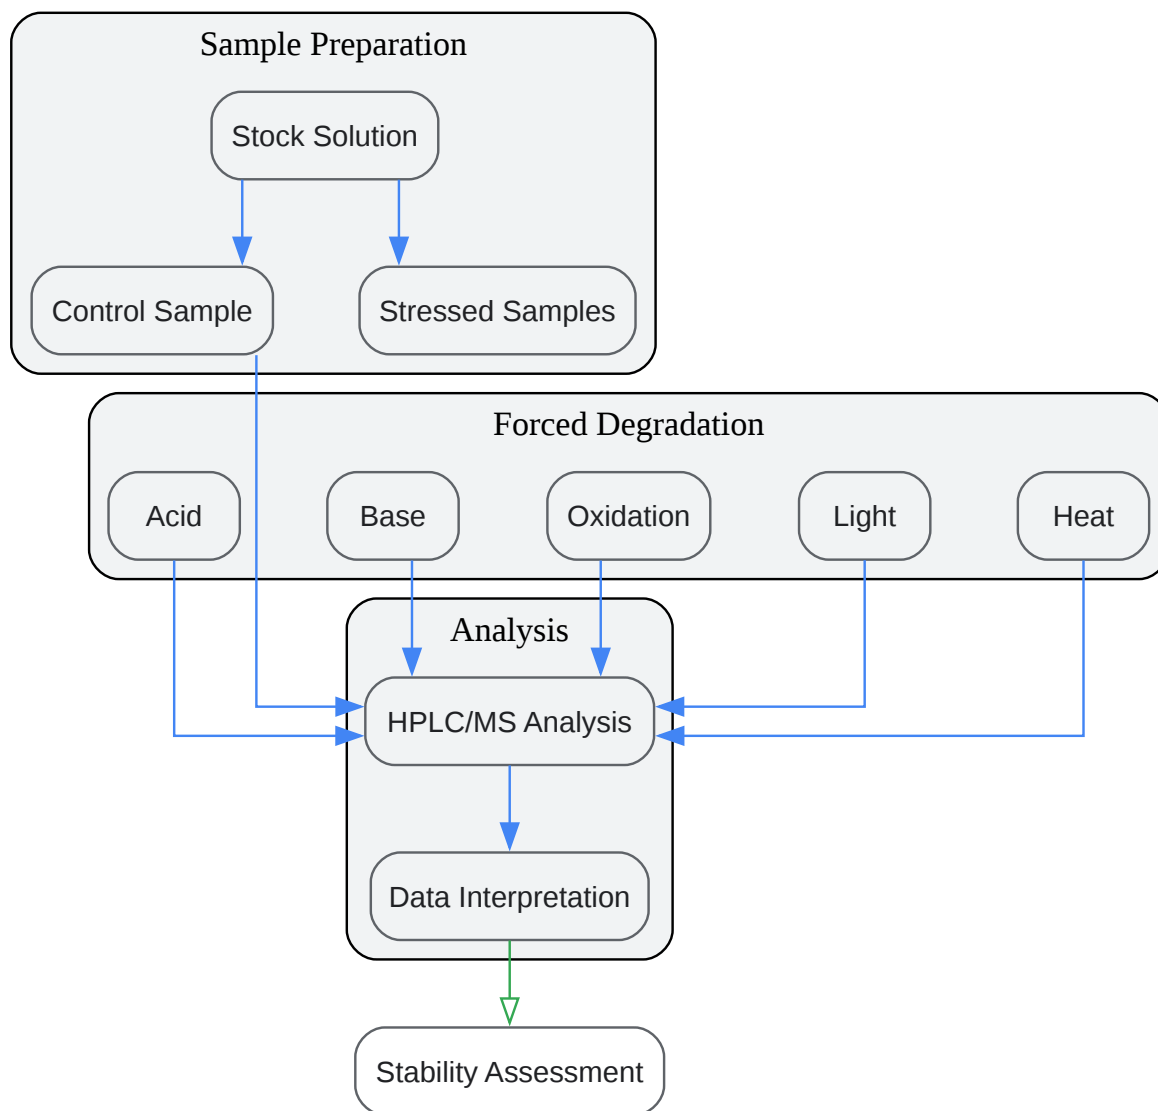 Sample Preparation
Stock Solution
Control Sample
Stressed Samples
Forced Degradation
Acid
Base
Oxidation
Light
Heat
Analysis
HPLC/MS Analysis
Data Interpretation
Stability Assessment